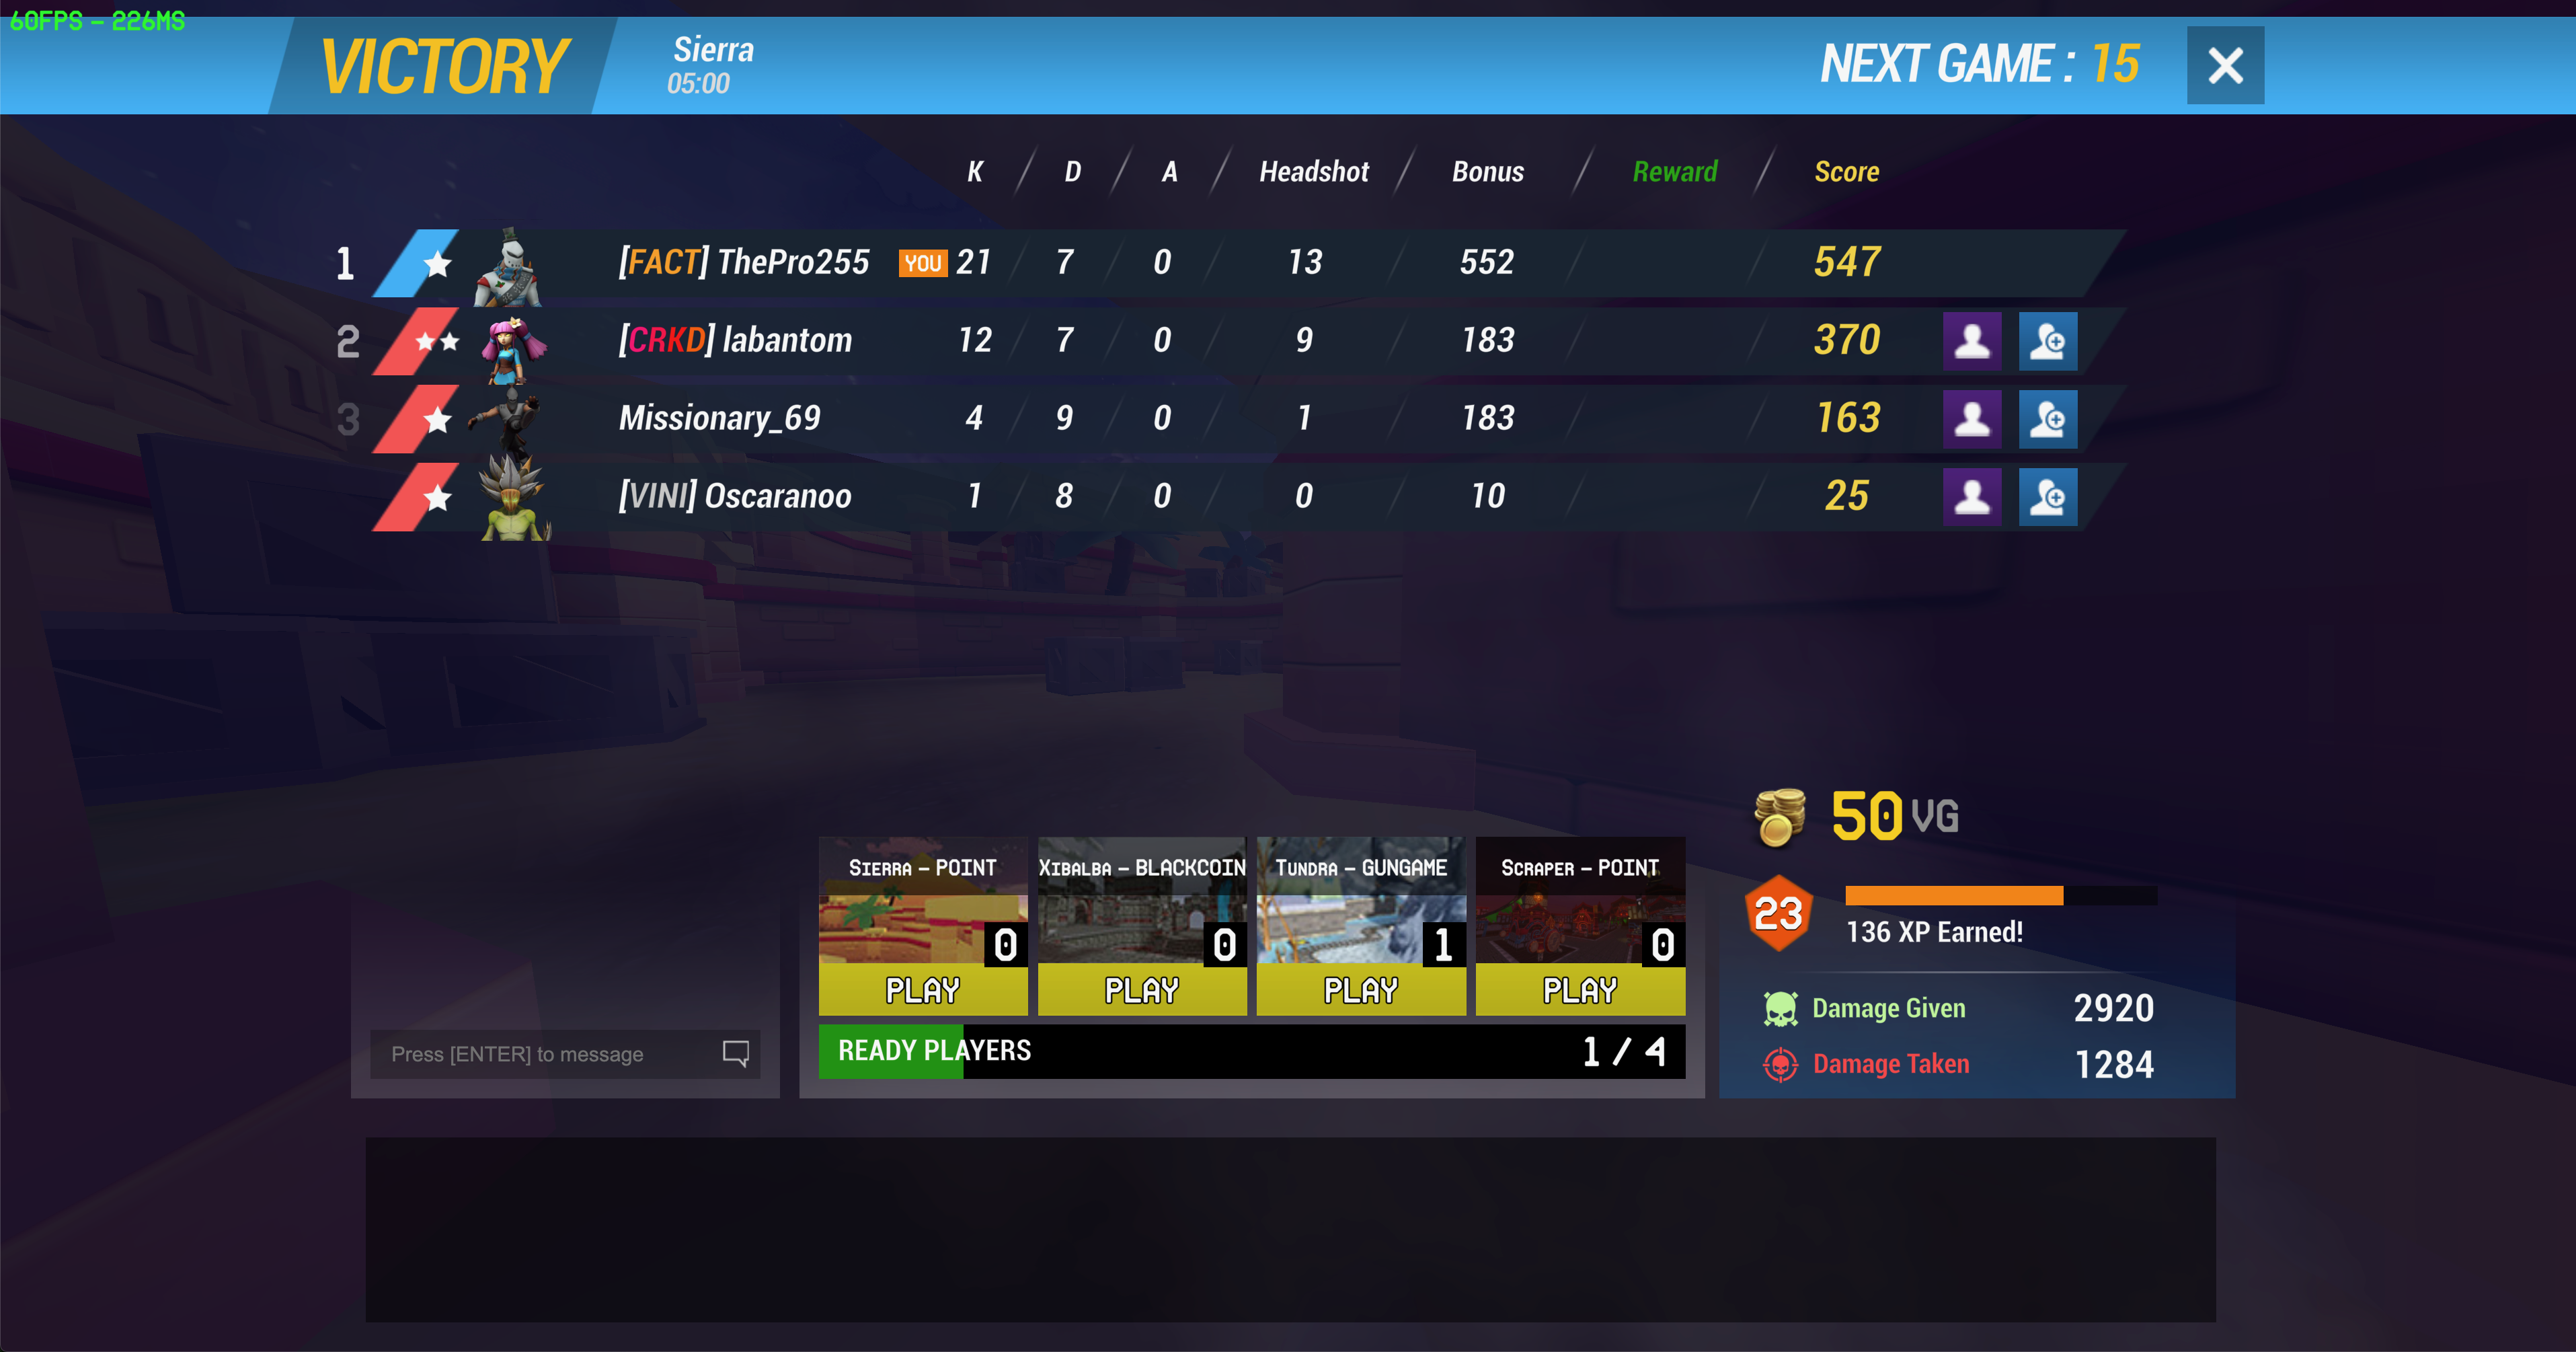 60FPS – 226MS
VICTORY
Sierra
05:00
NEXT GAME : 15
K / D / A / Headshot / Bonus / Reward / Score
1 [FACT] ThePro255 YOU 21 / 7 / 0 / 13 / 552 / / 547
2 [CRKD] labantom 12 / 7 / 0 / 9 / 183 / / 370
3 Missionary_69 4 / 9 / 0 / 1 / 183 / / 163
[VINI] Oscaranoo 1 / 8 / 0 / 0 / 10 / / 25
50 VG
SIERRA – POINT
0
PLAY
XIBALBA – BLACKCOIN
0
PLAY
TUNDRA – GUNGAME
1
PLAY
SCRAPER – POINT
0
PLAY
23
136 XP Earned!
Damage Given 2920
Damage Taken 1284
Press [ENTER] to message
READY PLAYERS 1 / 4